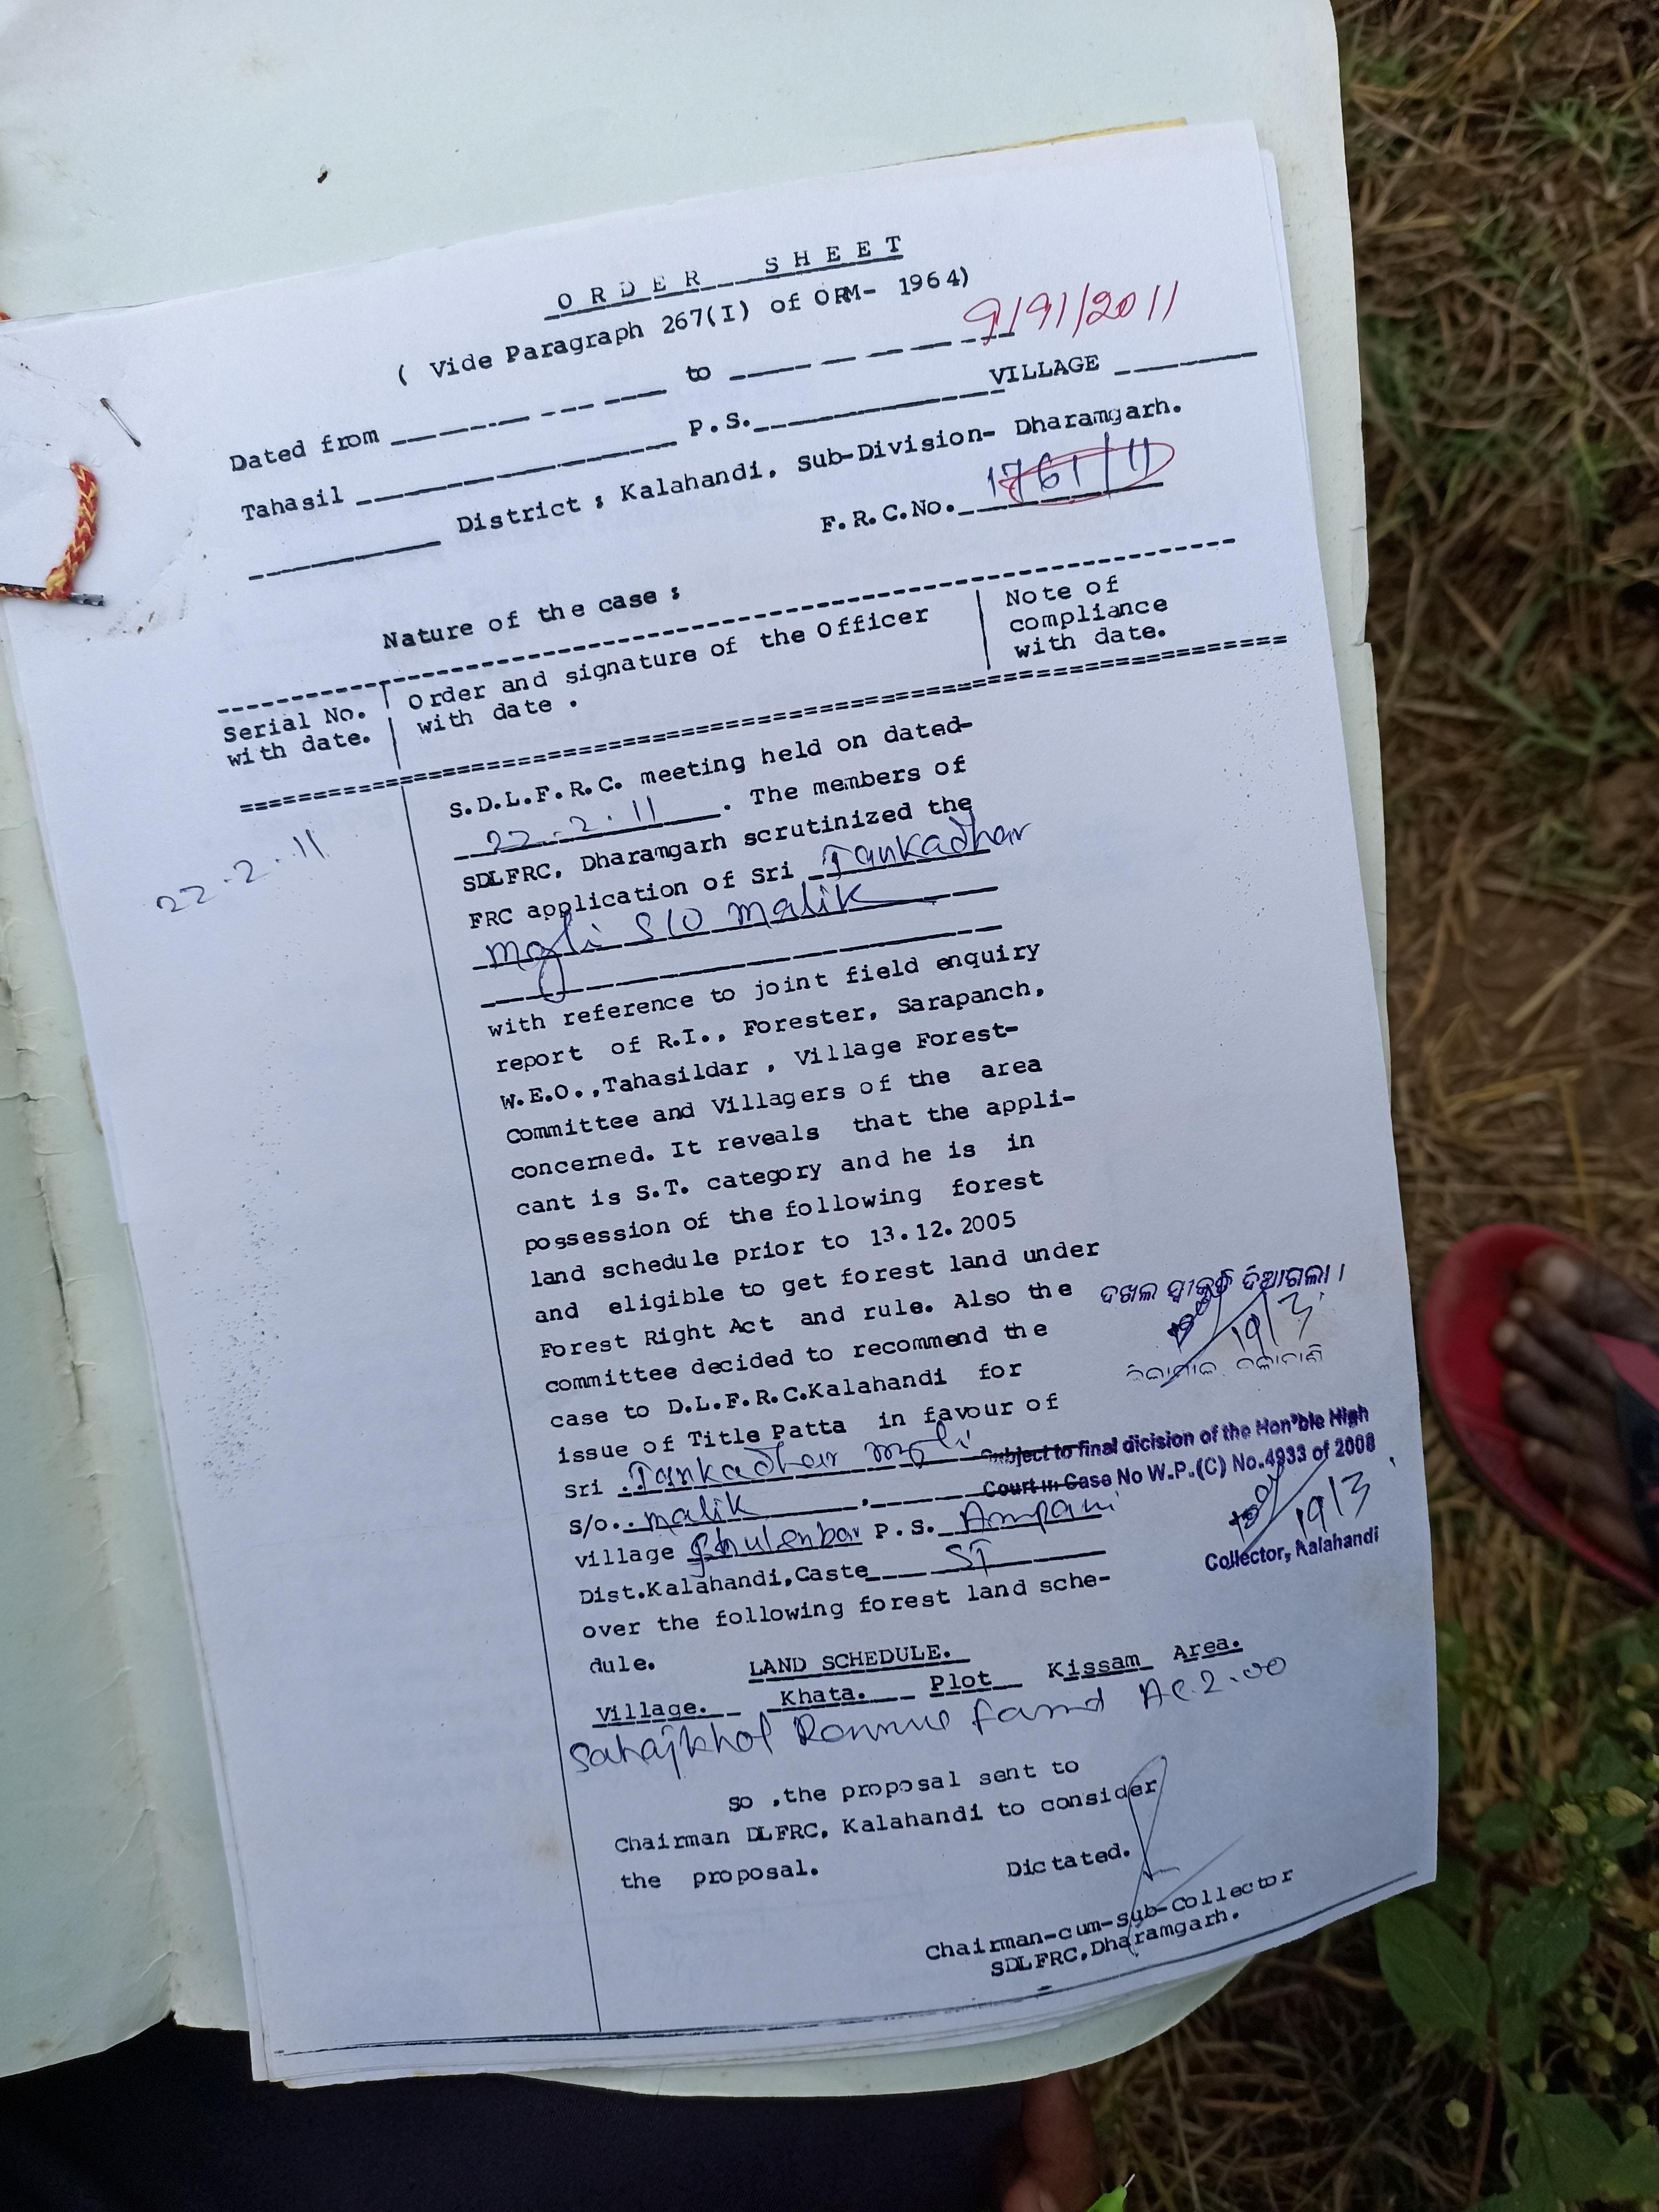 ORDER SHEET
( Vide Paragraph 267(I) of ORM- 1964)
9/91/2011
Dated from to
Tahasil P.S. VILLAGE
District ; Kalahandi, Sub-Division- Dharamgarh.
F.R.C.No. 1761/11
Nature of the case ;
Serial No. with date.
Order and signature of the Officer with date .
Note of compliance with date.
22-2-11
S.D.L.F.R.C. meeting held on dated-
22-2-11 . The members of
SDLFRC, Dharamgarh scrutinized the
FRC application of Sri Tankadhar
S/O malik
with reference to joint field enquiry
report of R.I., Forester, Sarapanch,
W.E.O.,Tahasildar , Village Forest-
Committee and Villagers of the area
concerned. It reveals that the appli-
cant is S.T. category and he is in
possession of the following forest
land schedule prior to 13.12.2005
and eligible to get forest land under
Forest Right Act and rule. Also the
committee decided to recommend the
case to D.L.F.R.C.Kalahandi for
issue of Title Patta in favour of
Sri . Tankadhar
S/o.. malik
village P.S. Ampani
Dist.Kalahandi,Caste ST
over the following forest land sche-
dule.
ଦଖଲ ସ୍ୱୀକୃତି ଦିଆଗଲା ।
19/3
Subject to final dicision of the Hon'ble High
Court in Case No W.P.(C) No.4933 of 2008
19/3
Collector, Kalahandi
LAND SCHEDULE.
Village. Khata. Plot Kissam Area.
Sahajkhol AC 2.00
So ,the proposal sent to
Chairman DLFRC, Kalahandi to consider
the proposal.
Dictated.
Chairman-cum-Sub-Collector
SDLFRC,Dharamgarh.